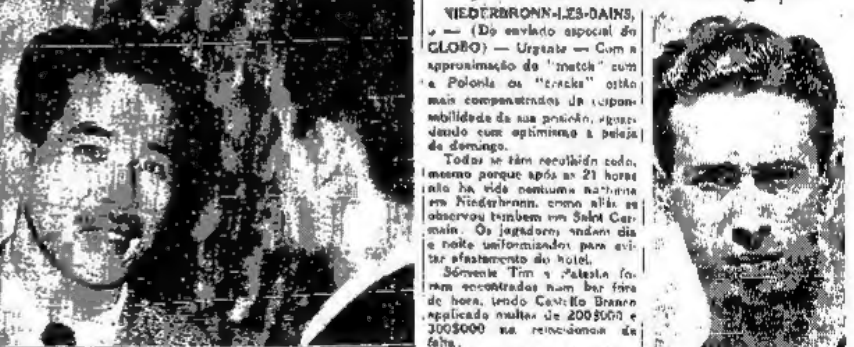 NIEDERBRONN-LES-BAINS,
— (Do enviado especial do
GLOBO) — Urgente — Com a
approximação do "match" com
a Polonia os "cracks" estão
mais compenetrados da respon-
sabilidade da sua posição, aguar-
dando com optimismo a peleja
de domingo.
Todos se têm recolhido cedo,
mesmo porque após as 21 horas
não ha vida nenhuma nocturna
em Niederbronn, como aliás se
observou tambem em Saint Ger-
main. Os jogadores andam dia
e noite uniformizados para evi-
tar afastamento do hotel.
Sómente Tim e Patesko fo-
ram encontrados num bar fóra
de hora, tendo Castello Branco
applicado multas de 200$000 e
300$000 na reincidencia da
falta.